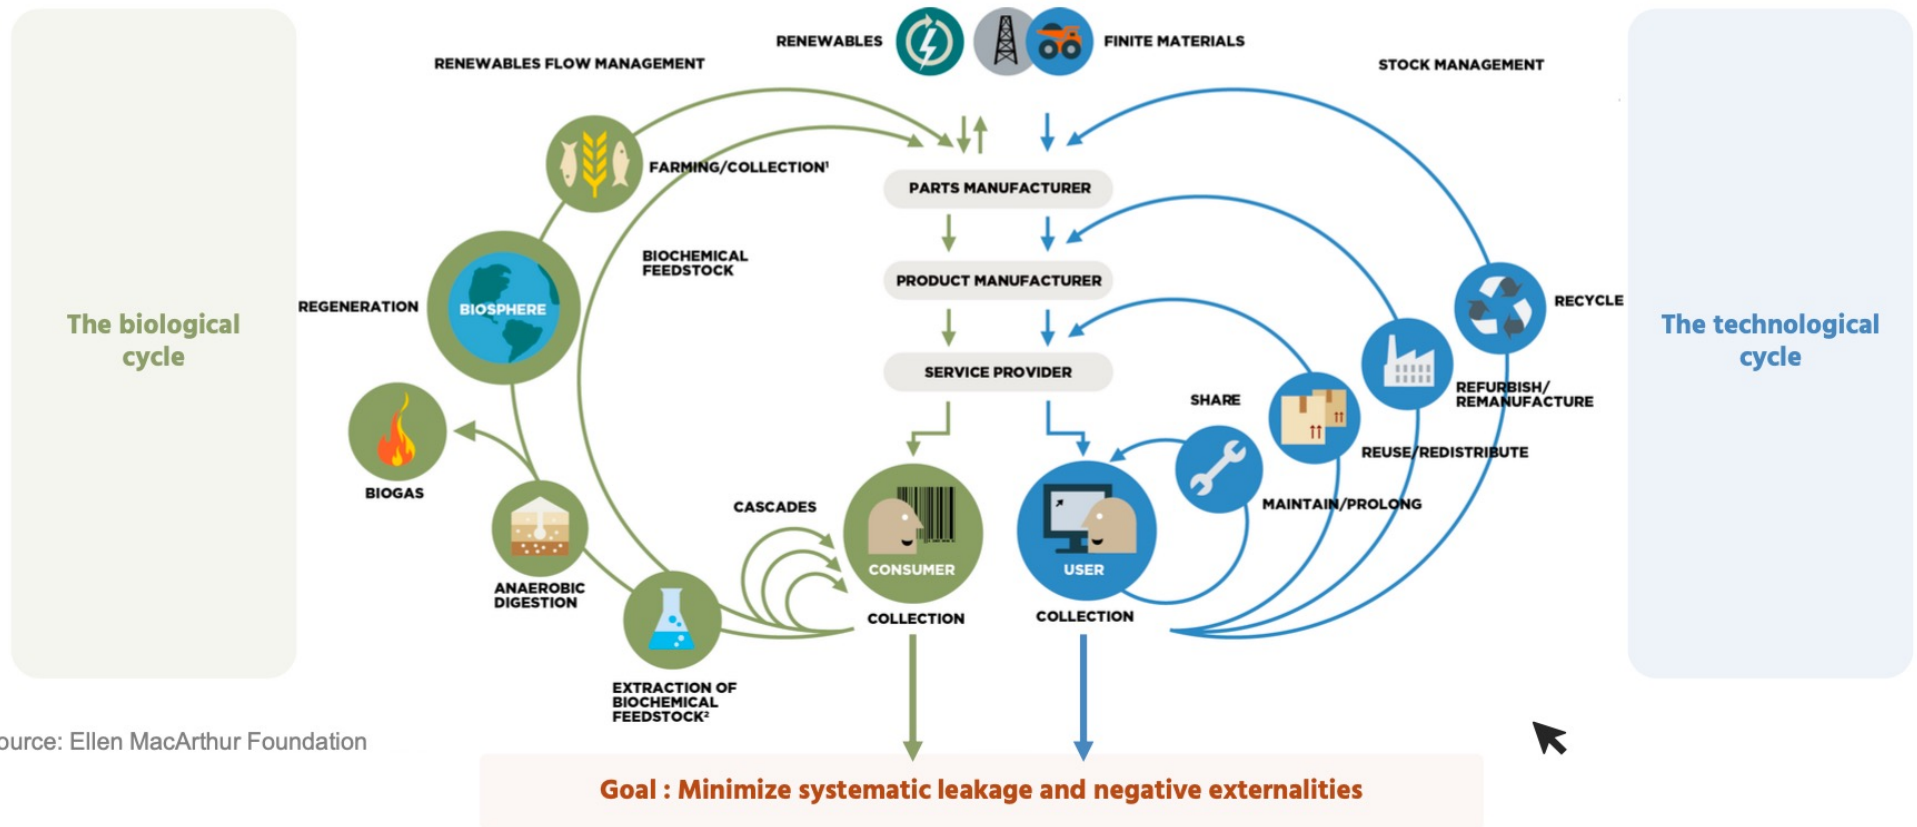 RENEWABLES
FINITE MATERIALS
RENEWABLES FLOW MANAGEMENT
STOCK MANAGEMENT
FARMING/COLLECTION¹
PARTS MANUFACTURER
BIOCHEMICAL
FEEDSTOCK
PRODUCT MANUFACTURER
REGENERATION
BIOSPHERE
RECYCLE
The biological
cycle
The technological
cycle
SERVICE PROVIDER
SHARE
REFURBISH/
REMANUFACTURE
REUSE/REDISTRIBUTE
BIOGAS
MAINTAIN/PROLONG
CASCADES
CONSUMER
USER
ANAEROBIC
DIGESTION
COLLECTION
COLLECTION
EXTRACTION OF
BIOCHEMICAL
FEEDSTOCK²
ource: Ellen MacArthur Foundation
Goal : Minimize systematic leakage and negative externalities